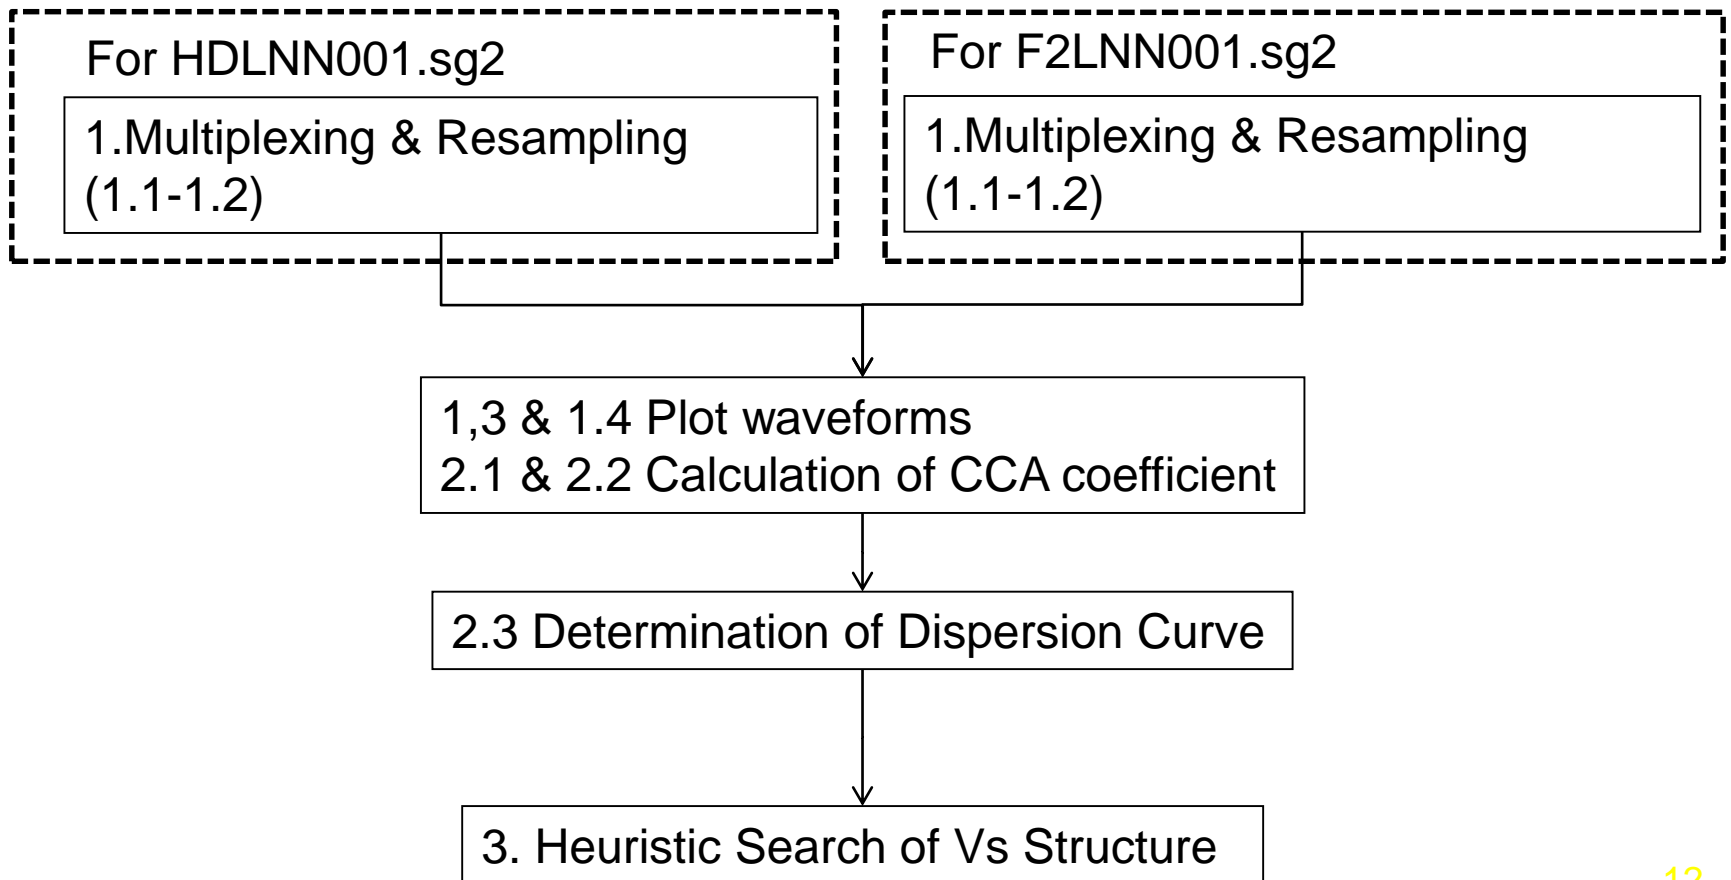 For HDLNN001.sg2
1.Multiplexing & Resampling
(1.1-1.2)
For F2LNN001.sg2
1.Multiplexing & Resampling
(1.1-1.2)
1,3 & 1.4 Plot waveforms
2.1 & 2.2 Calculation of CCA coefficient
2.3 Determination of Dispersion Curve
3. Heuristic Search of Vs Structure